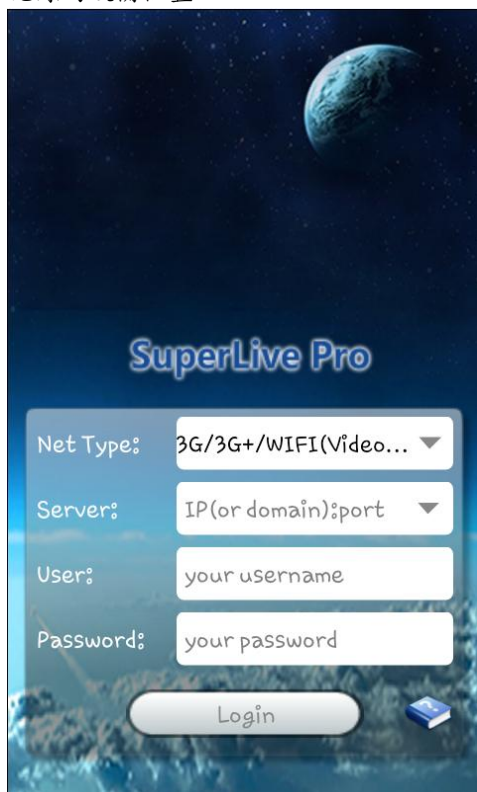 SuperLive Pro
Net Type: 3G/3G+/WIFI(Video...
Server: IP(or domain):port
User: your username
Password: your password
Login